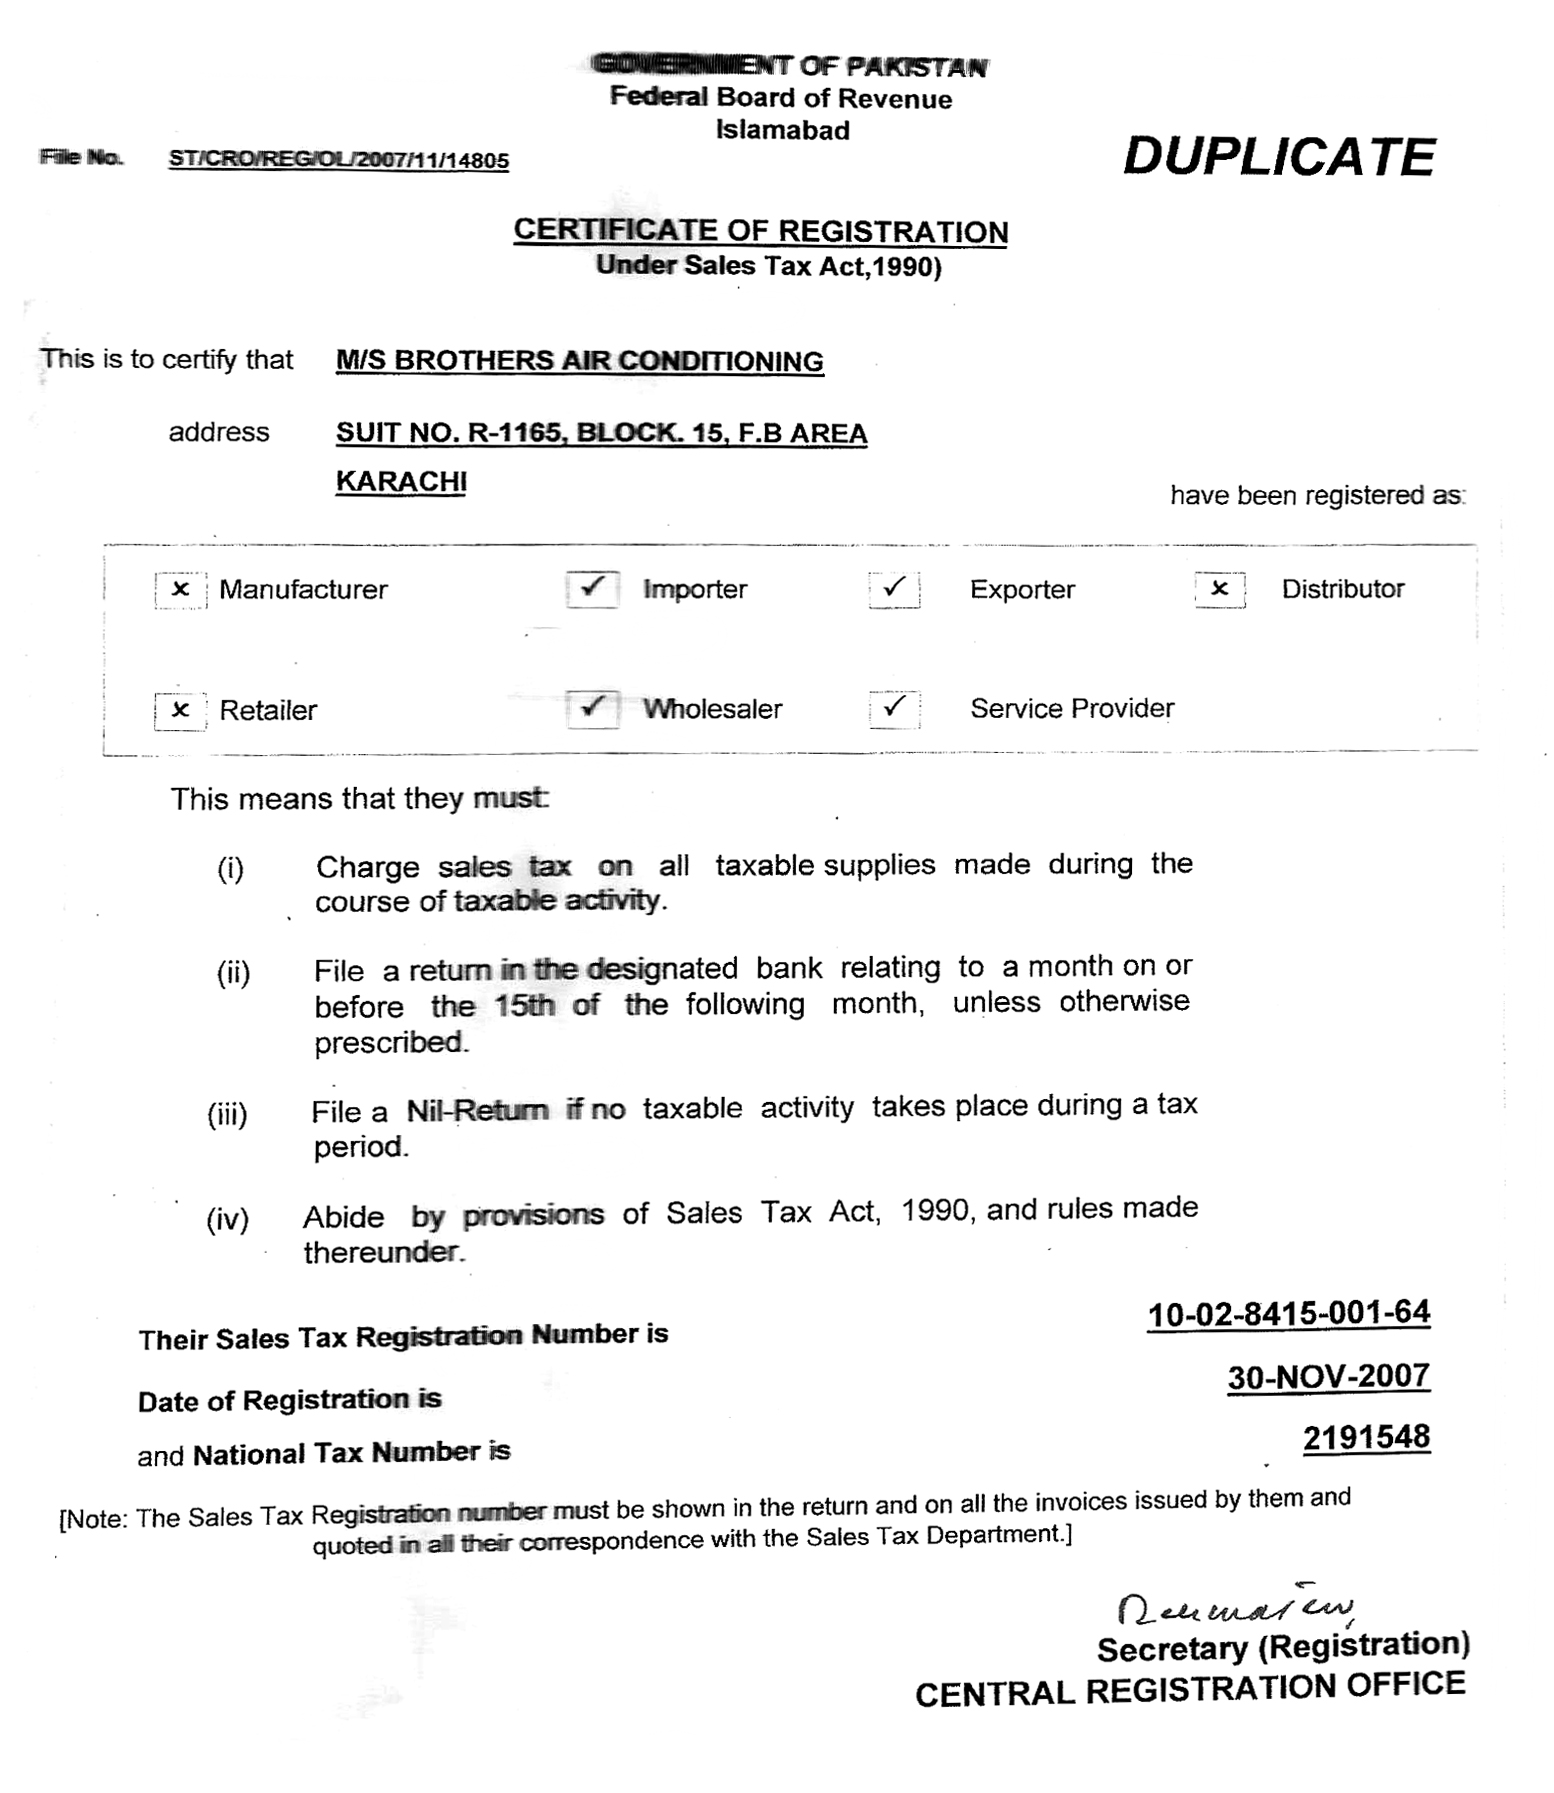 GOVERNMENT OF PAKISTAN
Federal Board of Revenue
Islamabad
DUPLICATE
File No. ST/CRO/REG/OL/2007/11/14805
CERTIFICATE OF REGISTRATION
Under Sales Tax Act,1990)
This is to certify that M/S BROTHERS AIR CONDITIONING
address SUIT NO. R-1165, BLOCK. 15, F.B AREA
KARACHI
have been registered as:
x Manufacturer ✓ Importer ✓ Exporter x Distributor
x Retailer ✓ Wholesaler ✓ Service Provider
This means that they must:
(i) Charge sales tax on all taxable supplies made during the
course of taxable activity.
(ii) File a return in the designated bank relating to a month on or
before the 15th of the following month, unless otherwise
prescribed.
(iii) File a Nil-Return if no taxable activity takes place during a tax
period.
(iv) Abide by provisions of Sales Tax Act, 1990, and rules made
thereunder.
Their Sales Tax Registration Number is 10-02-8415-001-64
Date of Registration is 30-NOV-2007
and National Tax Number is 2191548
[Note: The Sales Tax Registration number must be shown in the return and on all the invoices issued by them and
quoted in all their correspondence with the Sales Tax Department.]
Secretary (Registration)
CENTRAL REGISTRATION OFFICE